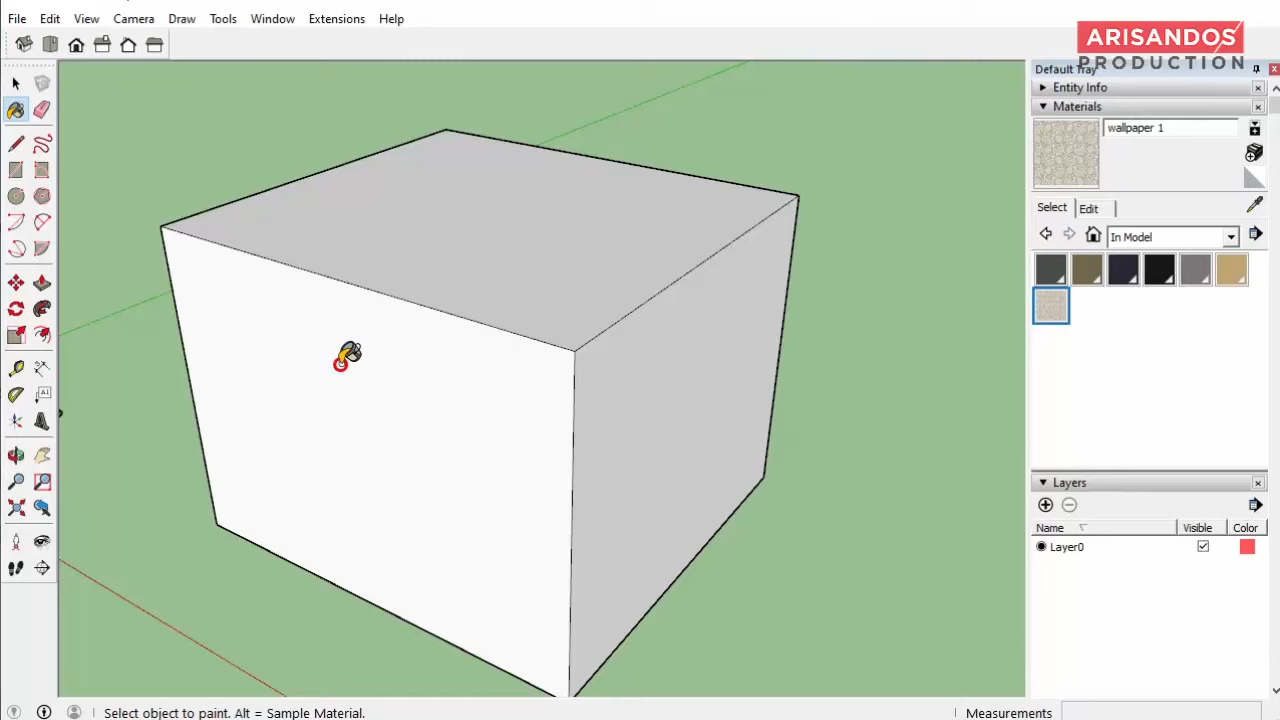 File Edit View Camera Draw Tools Window Extensions Help
ARISANDOS
PRODUCTION
Default Tray
Entity Info
Materials
wallpaper 1
Select Edit
In Model
A1
Layers
Name Visible Color
Layer0
Select object to paint. Alt = Sample Material.
Measurements